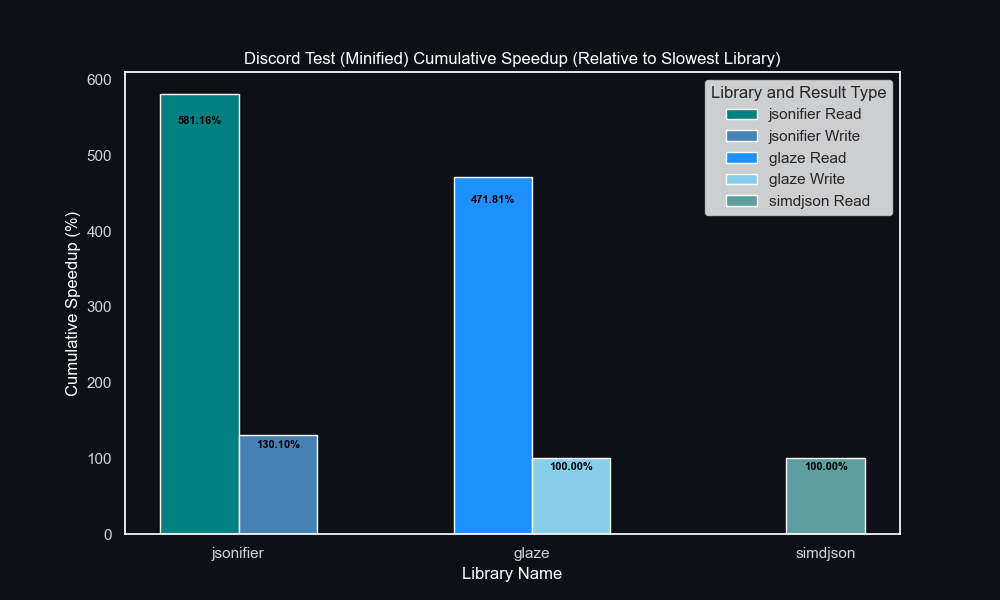 Discord Test (Minified) Cumulative Speedup (Relative to Slowest Library)
Cumulative Speedup (%)
600
500
400
300
200
100
0
581.16%
130.10%
471.81%
100.00%
100.00%
Library and Result Type
jsonifier Read
jsonifier Write
glaze Read
glaze Write
simdjson Read
jsonifier
glaze
simdjson
Library Name